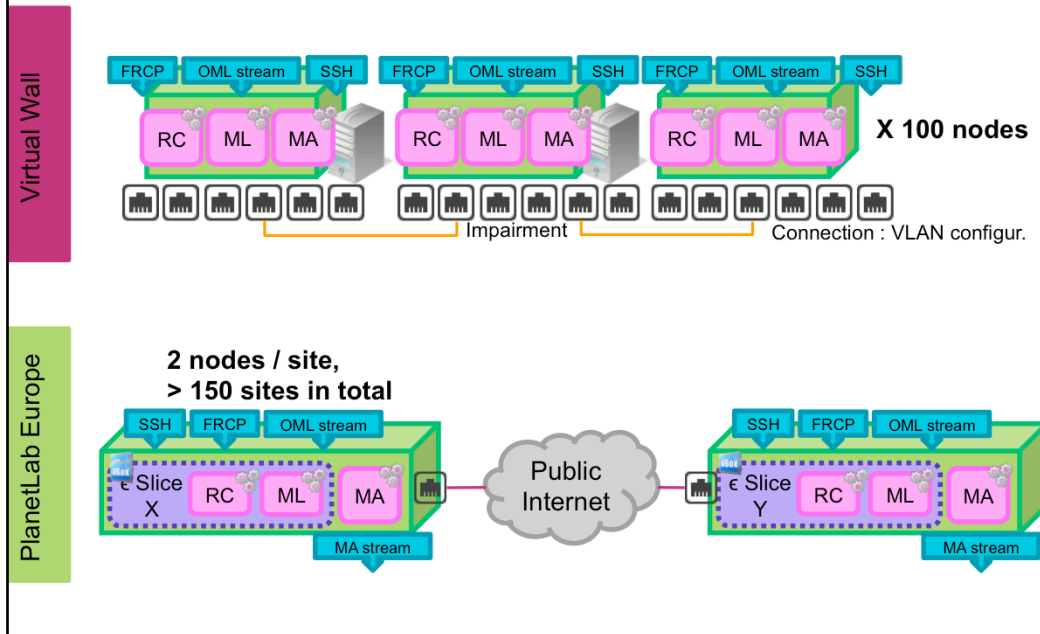 Virtual Wall
FRCP OML stream SSH FRCP OML stream SSH FRCP OML stream SSH
RC ML MA RC ML MA RC ML MA
X 100 nodes
Impairment
Connection : VLAN configur.
PlanetLab Europe
2 nodes / site,
> 150 sites in total
SSH FRCP OML stream SSH FRCP OML stream
vBox vBox
ϵ Slice
X
RC ML MA
Public
Internet
ϵ Slice
Y
RC ML MA
MA stream MA stream